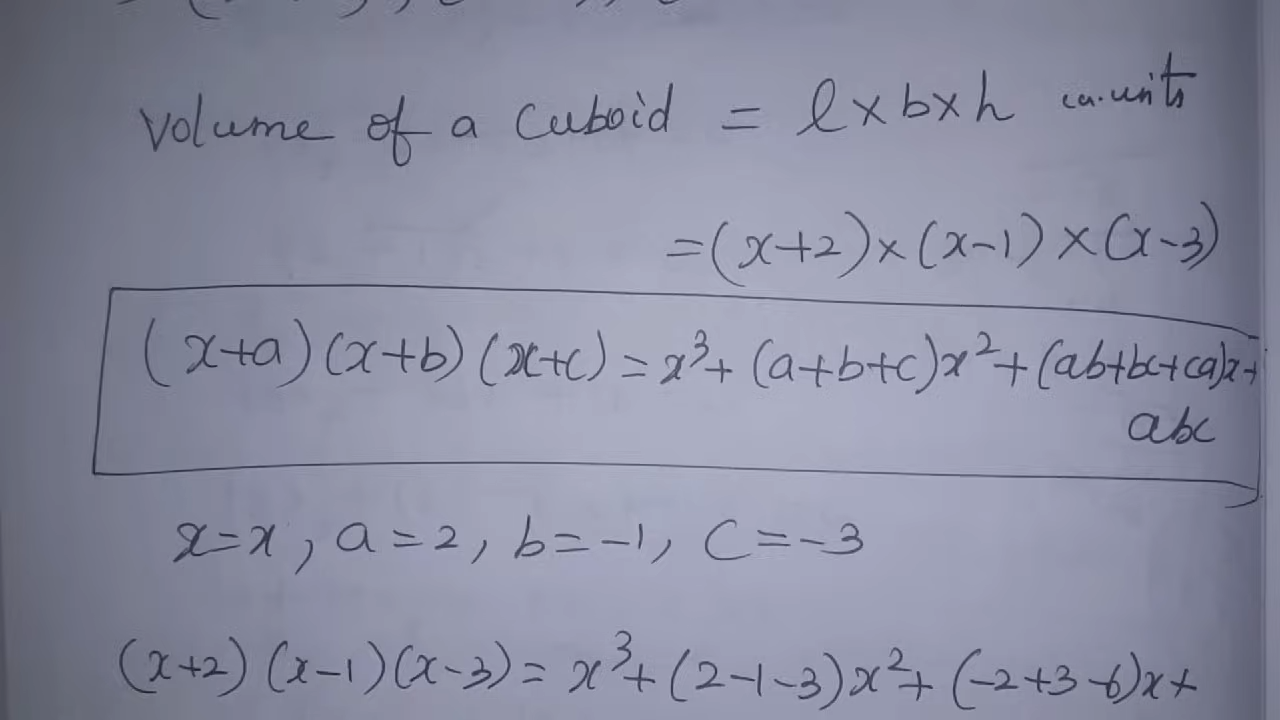 Volume of a Cuboid = l×b×h cu.units
=(x+2)×(x-1)×(x-3)
(x+a)(x+b)(x+c)=x³+(a+b+c)x²+(ab+bc+ca)x+
abc
x=x, a=2, b=-1, C=-3
(x+2)(x-1)(x-3)=x³+(2-1-3)x²+(-2+3-6)x+